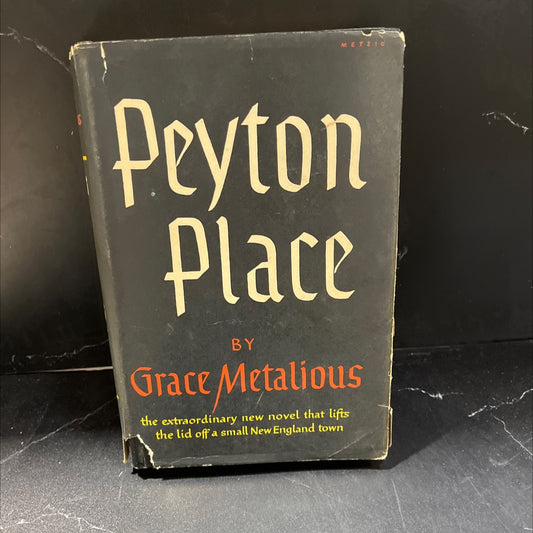 METZIG
Peyton
Place
BY
Grace Metalious
the extraordinary new novel that lifts
the lid off a small New England town